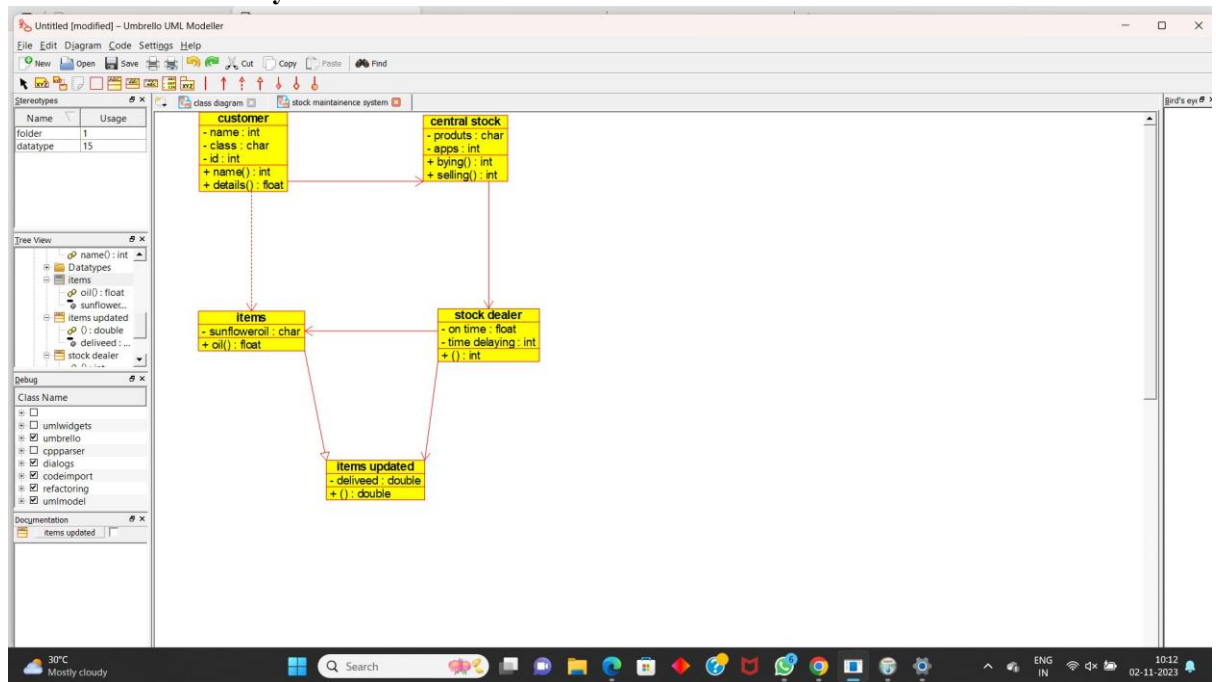 Untitled [modified] – Umbrello UML Modeller
File Edit Diagram Code Settings Help
New Open Save Cut Copy Paste Find
Stereotypes
Name Usage
folder 1
datatype 15
class diagram stock maintainence system
Bird's eye
customer
- name : int
- class : char
- id : int
+ name() : int
+ details() : float
central stock
- produts : char
- apps : int
+ bying() : int
+ selling() : int
Tree View
name() : int
Datatypes
items
oil() : float
sunflower...
items updated
() : double
deliveed : ...
stock dealer
() : int
items
- sunfloweroil : char
+ oil() : float
stock dealer
- on time : float
- time delaying : int
+ () : int
items updated
- deliveed : double
+ () : double
Debug
Class Name
umlwidgets
umbrello
cppparser
dialogs
codeimport
refactoring
umlmodel
Documentation
items updated
30°C
Mostly cloudy
Search
ENG
IN
10:12
02-11-2023